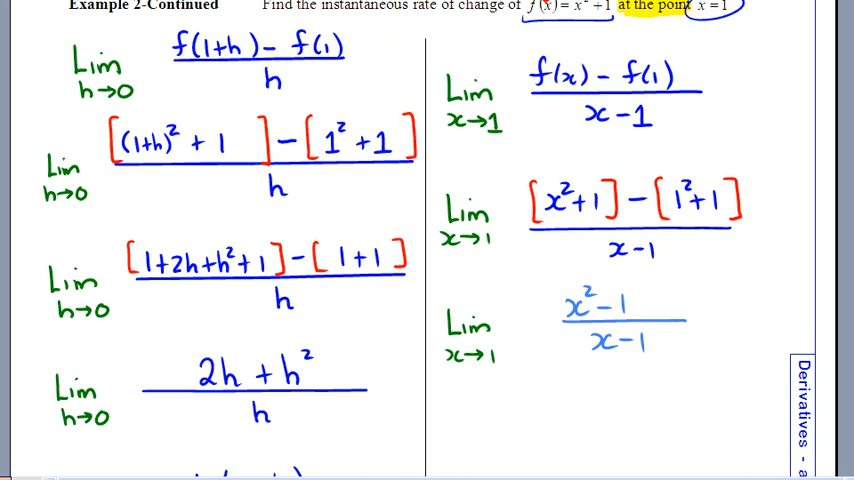 Example 2-Continued Find the instantaneous rate of change of f(x) = x² + 1 at the point x = 1
Lim h→0 f(1+h) – f(1) / h
Lim h→0 [(1+h)² + 1 ] – [1² + 1] / h
Lim h→0 [1+2h+h²+1] – [1+1] / h
Lim h→0 2h + h² / h
Lim x→1 f(x) – f(1) / x – 1
Lim x→1 [x²+1] – [1²+1] / x – 1
Lim x→1 x² – 1 / x – 1
Derivatives - a